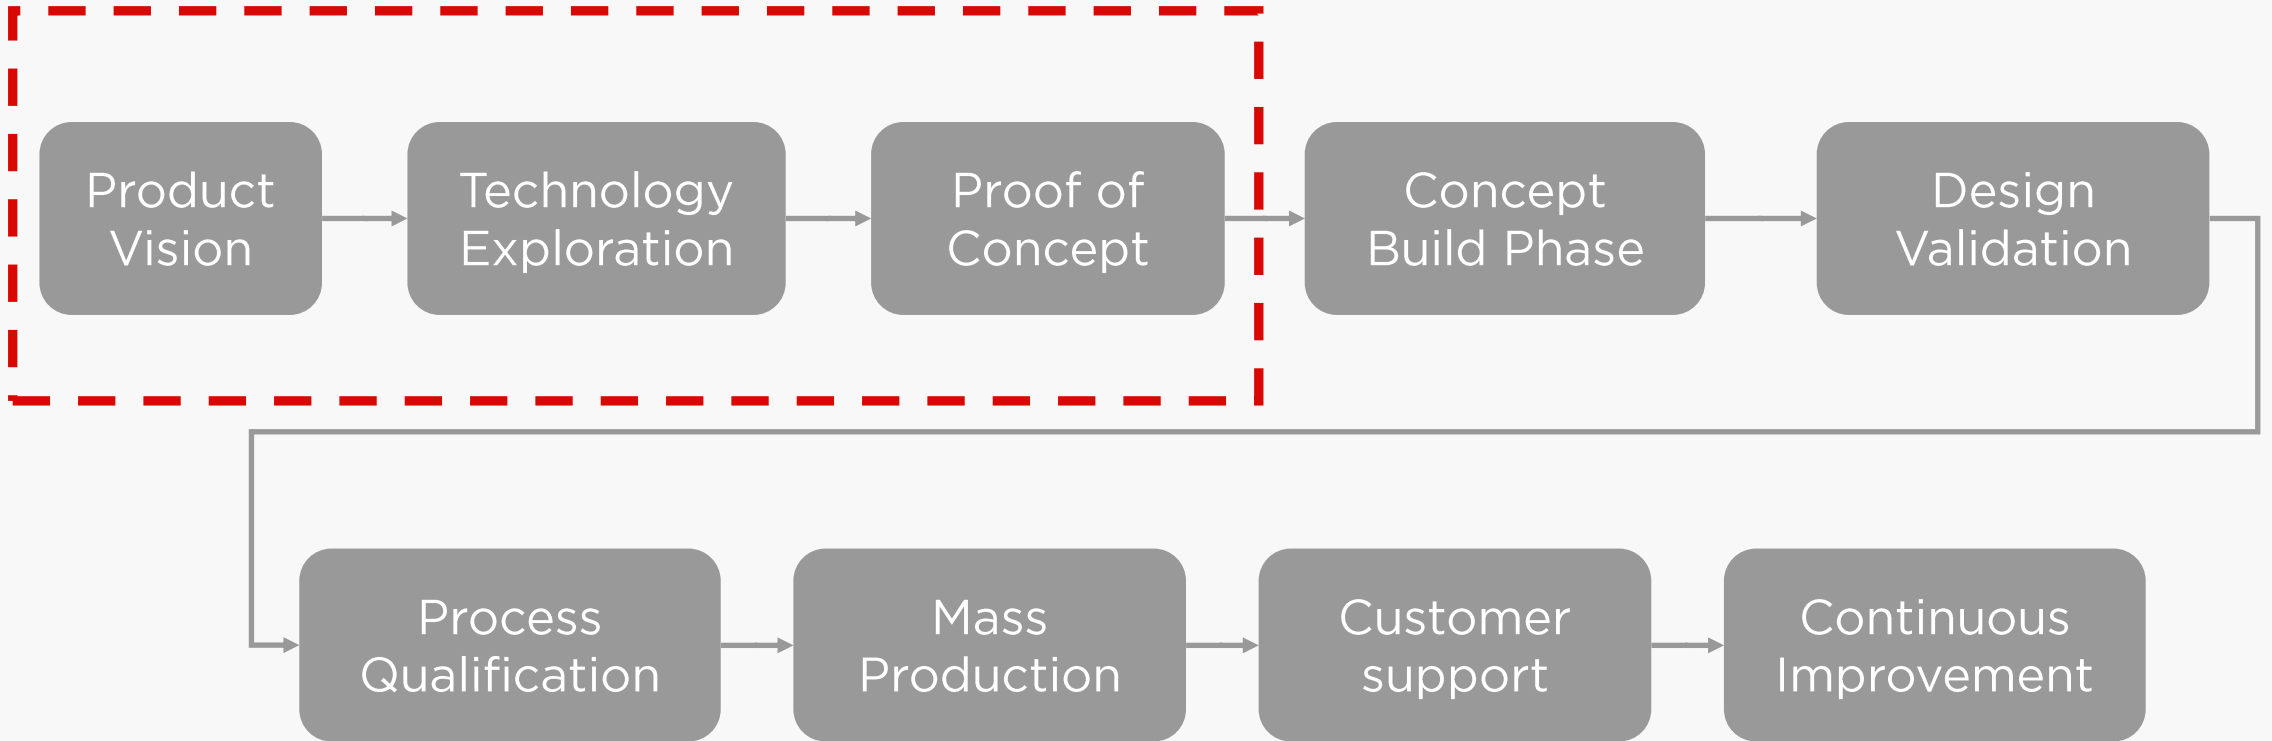 Product
Vision
Technology
Exploration
Proof of
Concept
Concept
Build Phase
Design
Validation
Process
Qualification
Mass
Production
Customer
support
Continuous
Improvement